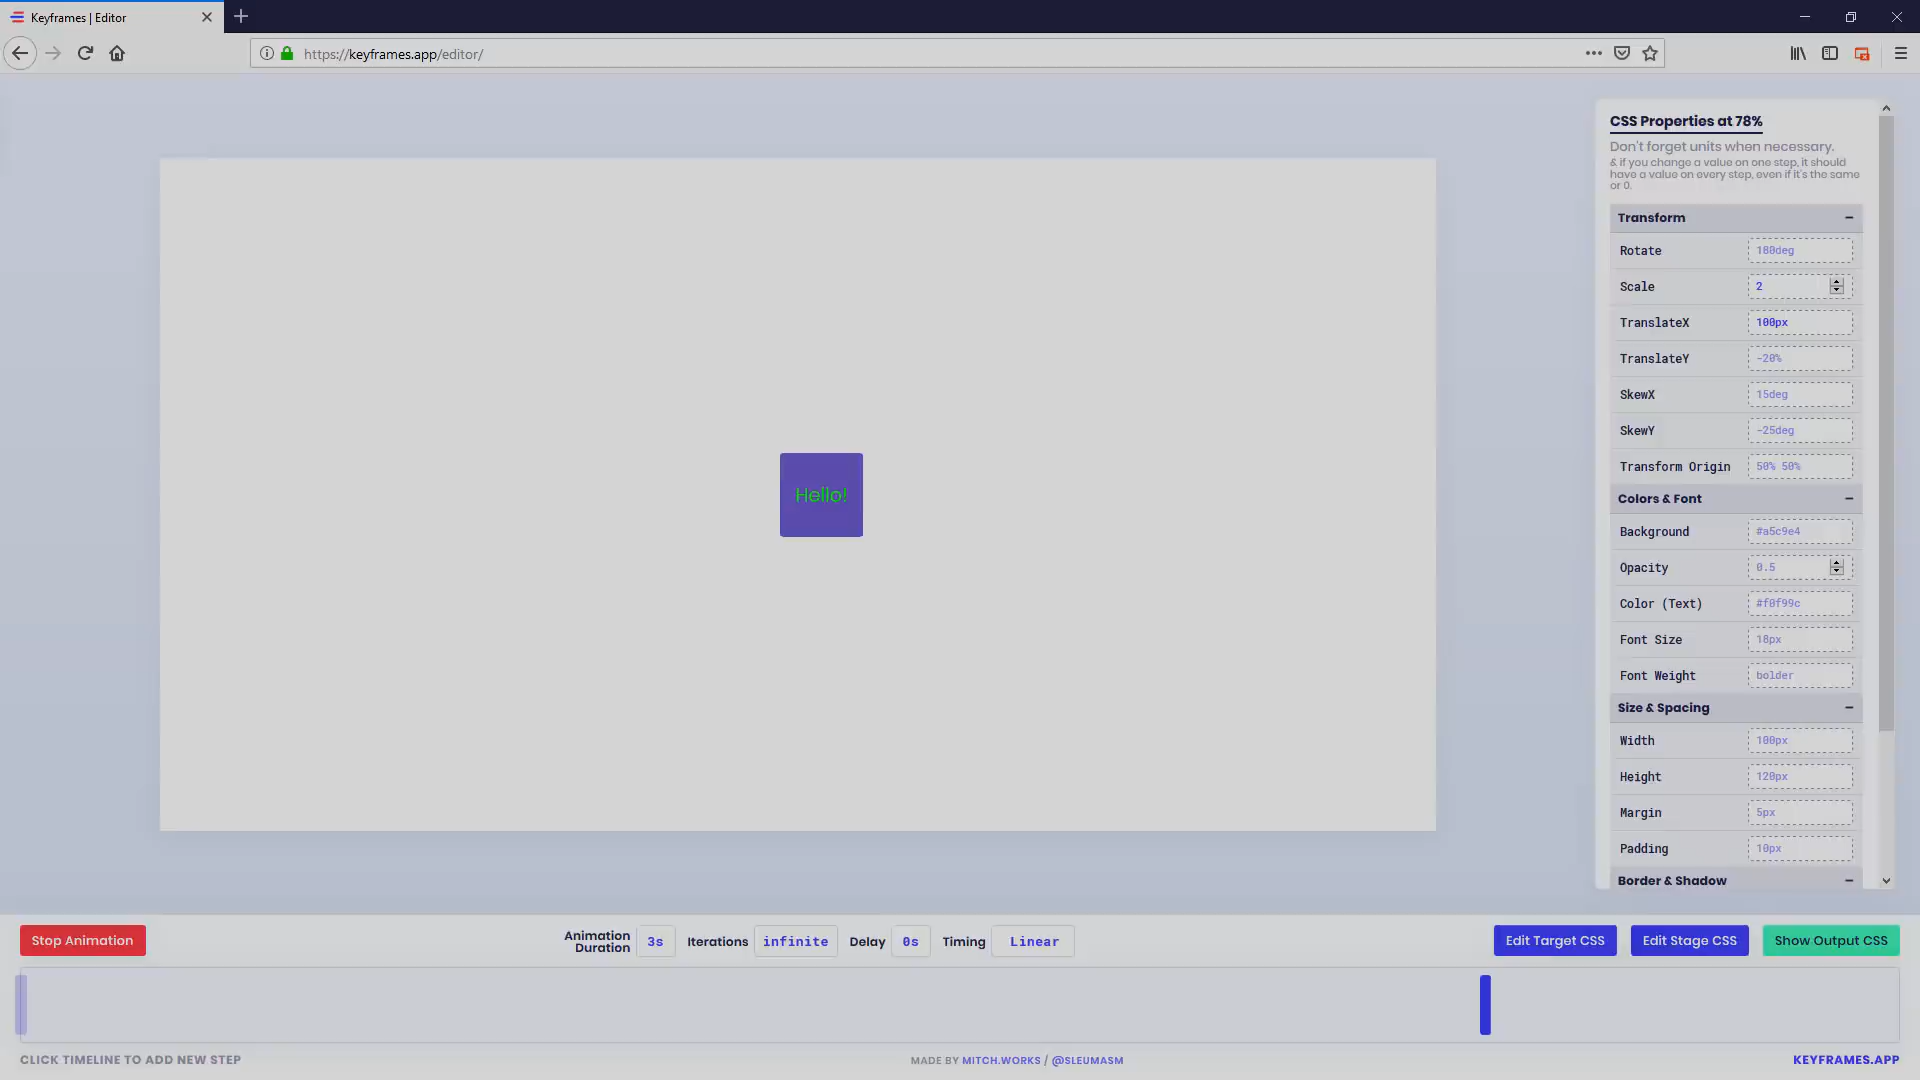 Keyframes | Editor
https://keyframes.app/editor/
CSS Properties at 78%
Don't forget units when necessary.
& if you change a value on one step, it should
have a value on every step, even if it's the same
or 0.
Transform
Rotate 180deg
Scale 2
TranslateX 100px
TranslateY -20%
SkewX 15deg
SkewY -25deg
Transform Origin 50% 50%
Colors & Font
Background #a5c9e4
Opacity 0.5
Color (Text) #f0f99c
Font Size 18px
Font Weight bolder
Size & Spacing
Width 100px
Height 120px
Margin 5px
Padding 10px
Border & Shadow
Hello!
Stop Animation
Animation
Duration 3s Iterations infinite Delay 0s Timing Linear
Edit Target CSS Edit Stage CSS Show Output CSS
CLICK TIMELINE TO ADD NEW STEP
MADE BY MITCH.WORKS / @SLEUMASM
KEYFRAMES.APP